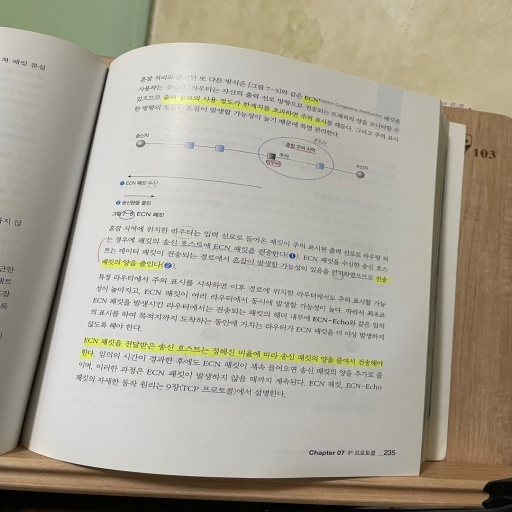 쳐 패킷 분실
혼잡 처리의 또 다른 방식은 [그림 7-5]와 같은 ECN Explicit Congestion Notification 패킷을
사용하는 라우터는 자신의 출력 선로 방향으로 전송되는 트래픽의 양을 모니터할 수
있으므로 출력 선로의 사용 정도가 한계치를 초과하면 주의 표시를 해둔다. 그리고 주의 표시
한 방향의 혼잡이 발생할 가능성이 높기 때문에 특별 관리한다.
송신자
혼잡 우려 지역
주의
수신자
❶ ECN 패킷
❷ 송신량을 줄임
그림 7-5 ECN 패킷
혼잡 지역에 위치한 라우터는 입력 선로로 들어온 패킷이 주의 표시된 출력 선로로 라우팅 되
는 경우에 패킷의 송신 호스트에 ECN 패킷을 전송한다(❶). ECN 패킷을 수신한 송신 호스
트는 데이터 패킷이 전송되는 경로에서 혼잡이 발생할 가능성이 있음을 인지하였으므로 전송
패킷의 양을 줄인다(❷).
특정 라우터에서 주의 표시를 시작하면 이후 경로에 위치한 라우터에서도 주의 표시할 가능
성이 높아지고, ECN 패킷이 여러 라우터에서 동시에 발생할 가능성이 높다. 따라서 최초로
ECN 패킷을 발생시킨 라우터에서는 전송되는 패킷의 헤더 내부에 ECN-Echo와 같은 임의
의 표시를 하여 목적지까지 도착하는 동안에 거치는 라우터가 ECN 패킷을 더 이상 발생하지
않도록 해야 한다.
ECN 패킷을 전달받은 송신 호스트는 정해진 비율에 따라 송신 패킷의 양을 줄여서 전송해야
한다. 임의의 시간이 경과한 후에도 ECN 패킷이 계속 들어오면 송신 패킷의 양을 추가로 줄
이며, 이러한 과정은 ECN 패킷이 발생하지 않을 때까지 계속된다. ECN 패킷, ECN-Echo
패킷의 자세한 동작 원리는 9장(TCP 프로토콜)에서 설명한다.
Chapter 07 IP 프로토콜 _235
103